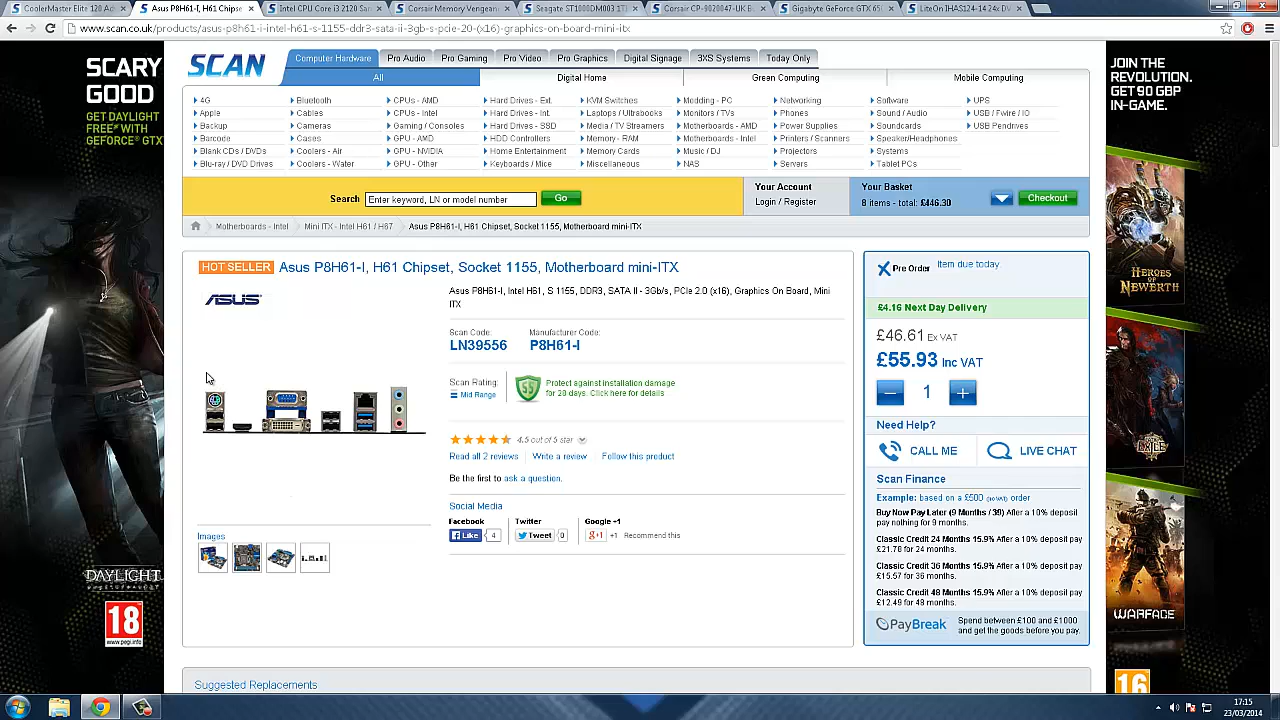 CoolerMaster Elite 120 Ad
Asus P8H61-I, H61 Chipse
Intel CPU Core i3 2120 San
Corsair Memory Vengean
Seagate ST1000DM003 1T
Corsair CP-9020047-UK B
Gigabyte GeForce GTX 65
LiteOn IHAS124-14 24x DV
www.scan.co.uk/products/asus-p8h61-i-intel-h61-s-1155-ddr3-sata-ii-3gb-s-pcie-20-(x16)-graphics-on-board-mini-itx
SCARY
GOOD
GET DAYLIGHT
FREE* WITH
GEFORCE® GTX
DAYLIGHT
18
www.pegi.info
SCAN
Computer Hardware
Pro Audio
Pro Gaming
Pro Video
Pro Graphics
Digital Signage
3XS Systems
Today Only
All
Digital Home
Green Computing
Mobile Computing
4G
Apple
Backup
Barcode
Blank CDs / DVDs
Blu-ray / DVD Drives
Bluetooth
Cables
Cameras
Cases
Coolers - Air
Coolers - Water
CPUs - AMD
CPUs - Intel
Gaming / Consoles
GPU - AMD
GPU - NVIDIA
GPU - Other
Hard Drives - Ext.
Hard Drives - Int.
Hard Drives - SSD
HDD Controllers
Home Entertainment
Keyboards / Mice
KVM Switches
Laptops / Ultrabooks
Media / TV Streamers
Memory - RAM
Memory Cards
Miscellaneous
Modding - PC
Monitors / TVs
Motherboards - AMD
Motherboards - Intel
Music / DJ
NAS
Networking
Phones
Power Supplies
Printers / Scanners
Projectors
Servers
Software
Sound / Audio
Soundcards
Speaker/Headphones
Systems
Tablet PCs
UPS
USB / Firwire / IO
USB Pendrives
Search
Enter keyword, LN or model number
Go
Your Account
Login / Register
Your Basket
8 items - total: £446.30
Checkout
Motherboards - Intel
Mini ITX - Intel H61 / H67
Asus P8H61-I, H61 Chipset, Socket 1155, Motherboard mini-ITX
HOT SELLER
Asus P8H61-I, H61 Chipset, Socket 1155, Motherboard mini-ITX
ASUS
Asus P8H61-I, Intel H61, S 1155, DDR3, SATA II - 3Gb/s, PCIe 2.0 (x16), Graphics On Board, Mini
ITX
Scan Code:
LN39556
Manufacturer Code:
P8H61-I
Scan Rating:
Mid Range
Protect against installation damage
for 28 days. Click here for details
4.5 out of 5 star
Read all 2 reviews
Write a review
Follow this product
Be the first to ask a question.
Social Media
Facebook
Like 4
Twitter
Tweet 0
Google +1
+1 Recommend this
Images
Pre Order
Item due today
£4.16 Next Day Delivery
£46.61 Ex VAT
£55.93 Inc VAT
1
Need Help?
CALL ME
LIVE CHAT
Scan Finance
Example: based on a £500 (inc VAT) order
Buy Now Pay Later (9 Months / 39) After a 10% deposit
pay nothing for 9 months.
Classic Credit 24 Months 15.9% After a 10% deposit pay
£21.78 for 24 months.
Classic Credit 36 Months 15.9% After a 10% deposit pay
£15.57 for 36 months.
Classic Credit 48 Months 15.9% After a 10% deposit pay
£12.49 for 48 months.
PayBreak
Spend between £100 and £1000
and get the goods before you pay.
Suggested Replacements
JOIN THE
REVOLUTION.
GET 90 GBP
IN-GAME.
HEROES
OF
NEWERTH
WARFACE
16
17:15
23/03/2014